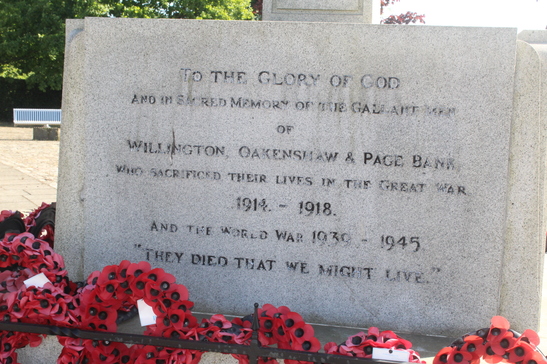 TO THE GLORY OF GOD
AND IN SACRED MEMORY OF THE GALLANT MEN
OF
WILLINGTON, OAKENSHAW & PAGE BANK,
WHO SACRIFICED THEIR LIVES IN THE GREAT WAR
1914. - 1918.
AND THE WORLD WAR 1939 - 1945
"THEY DIED THAT WE MIGHT LIVE."